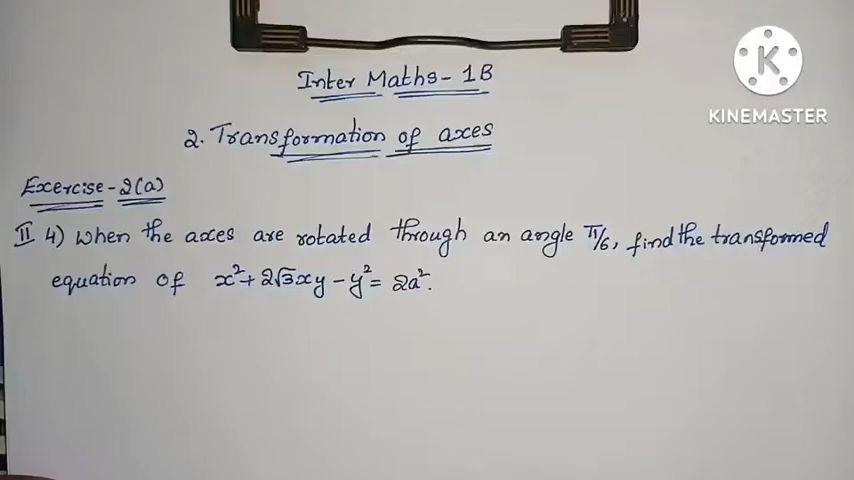 Inter Maths - 1B
K
KINEMASTER
2. Transformation of axes
Excercise - 2(a)
II 4) When the axes are rotated through an angle π/6, find the transformed
equation of x² + 2√3xy - y² = 2a².